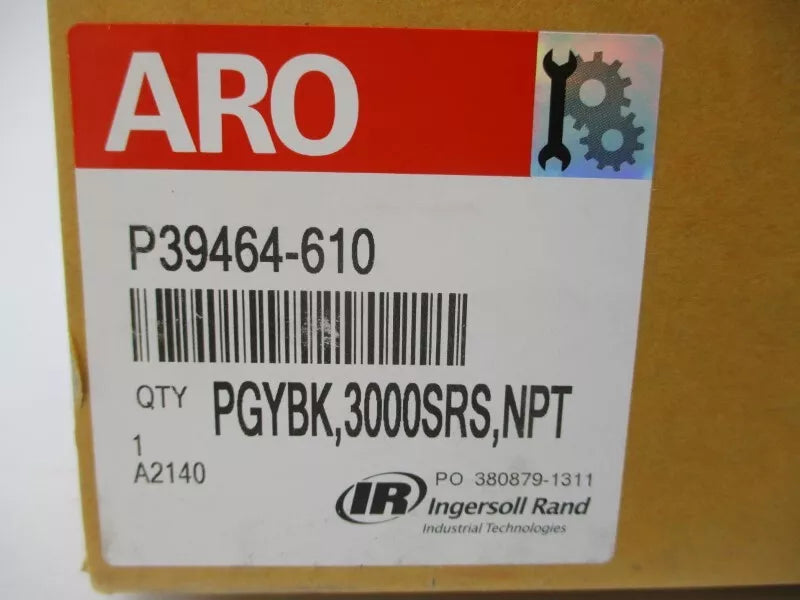 ARO
P39464-610
QTY PGYBK,3000SRS,NPT
1
A2140
PO 380879-1311
IR Ingersoll Rand
Industrial Technologies